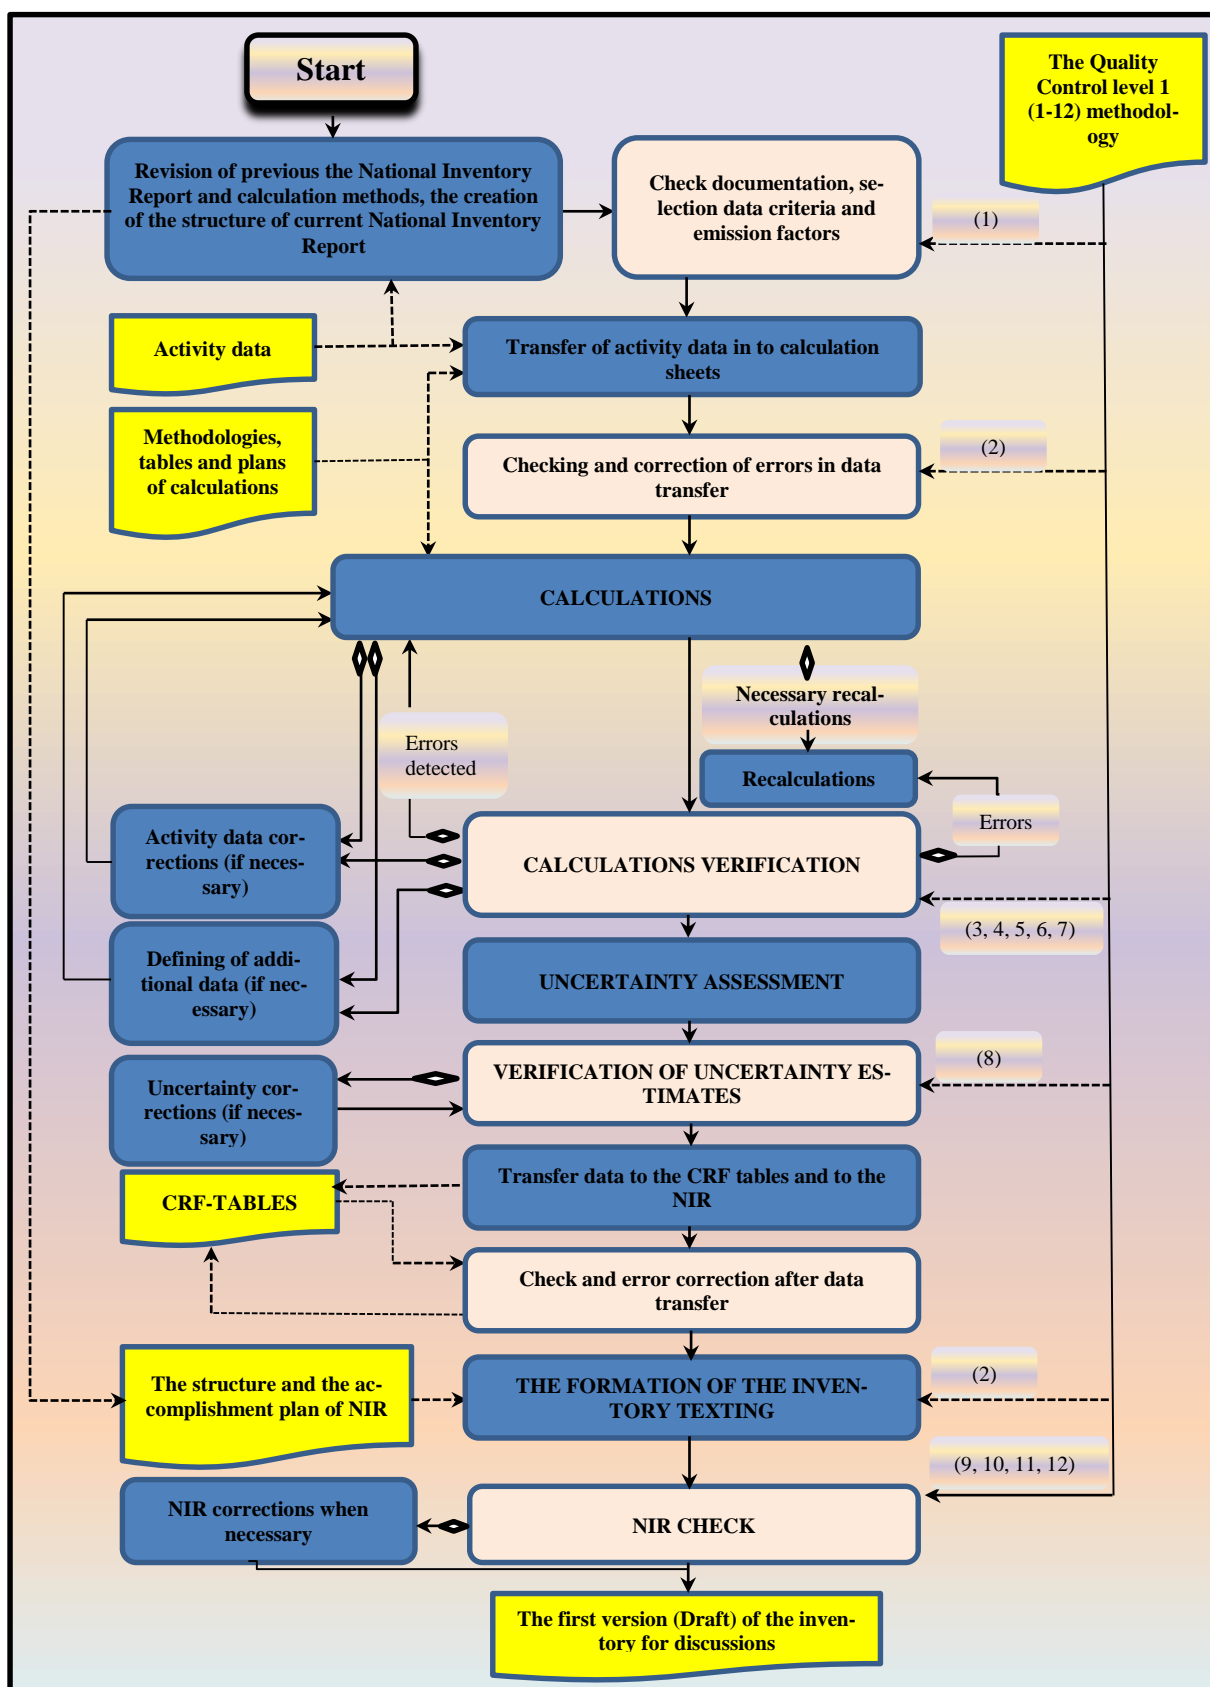 Start
The Quality
Control level 1
(1-12) methodol-
ogy
Revision of previous the National Inventory
Report and calculation methods, the creation
of the structure of current National Inventory
Report
Check documentation, se-
lection data criteria and
emission factors
(1)
Activity data
Transfer of activity data in to calculation
sheets
Methodologies,
tables and plans
of calculations
Checking and correction of errors in data
transfer
(2)
CALCULATIONS
Necessary recal-
culations
Errors
detected
Recalculations
Errors
Activity data cor-
rections (if neces-
sary)
CALCULATIONS VERIFICATION
(3, 4, 5, 6, 7)
Defining of addi-
tional data (if nec-
essary)
UNCERTAINTY ASSESSMENT
(8)
Uncertainty cor-
rections (if neces-
sary)
VERIFICATION OF UNCERTAINTY ES-
TIMATES
CRF-TABLES
Transfer data to the CRF tables and to the
NIR
Check and error correction after data
transfer
The structure and the ac-
complishment plan of NIR
THE FORMATION OF THE INVEN-
TORY TEXTING
(2)
(9, 10, 11, 12)
NIR corrections when
necessary
NIR CHECK
The first version (Draft) of the inven-
tory for discussions